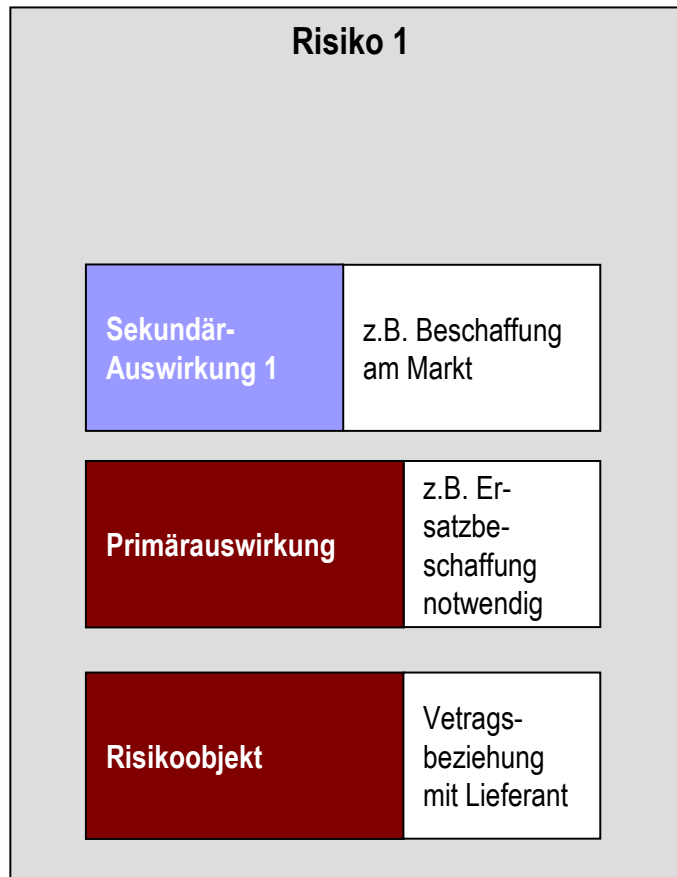 Risiko 1
Sekundär-
Auswirkung 1
z.B. Beschaffung
am Markt
Primärauswirkung
z.B. Er-
satzbe-
schaffung
notwendig
Risikoobjekt
Vetrags-
beziehung
mit Lieferant